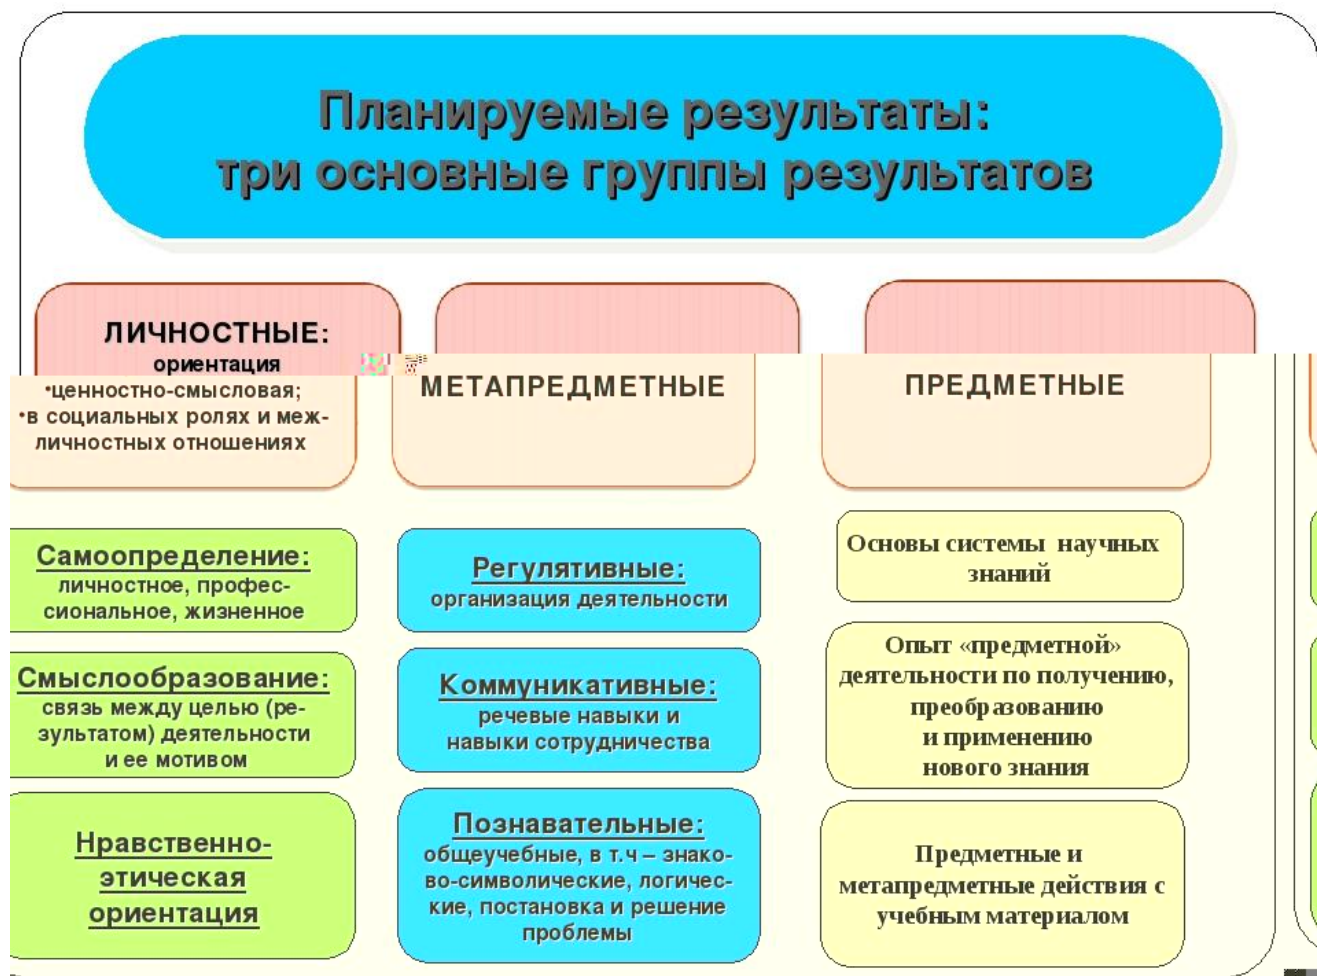 Планируемые результаты:
три основные группы результатов
ЛИЧНОСТНЫЕ:
ориентация
•ценностно-смысловая;
•в социальных ролях и меж-
личностных отношениях
Самоопределение:
личностное, профес-
сиональное, жизненное
Смыслообразование:
связь между целью (ре-
зультатом) деятельности
и ее мотивом
Нравственно-
этическая
ориентация
МЕТАПРЕДМЕТНЫЕ
Регулятивные:
организация деятельности
Коммуникативные:
речевые навыки и
навыки сотрудничества
Познавательные:
общеучебные, в т.ч – знако-
во-символические, логичес-
кие, постановка и решение
проблемы
ПРЕДМЕТНЫЕ
Основы системы научных
знаний
Опыт «предметной»
деятельности по получению,
преобразованию
и применению
нового знания
Предметные и
метапредметные действия с
учебным материалом